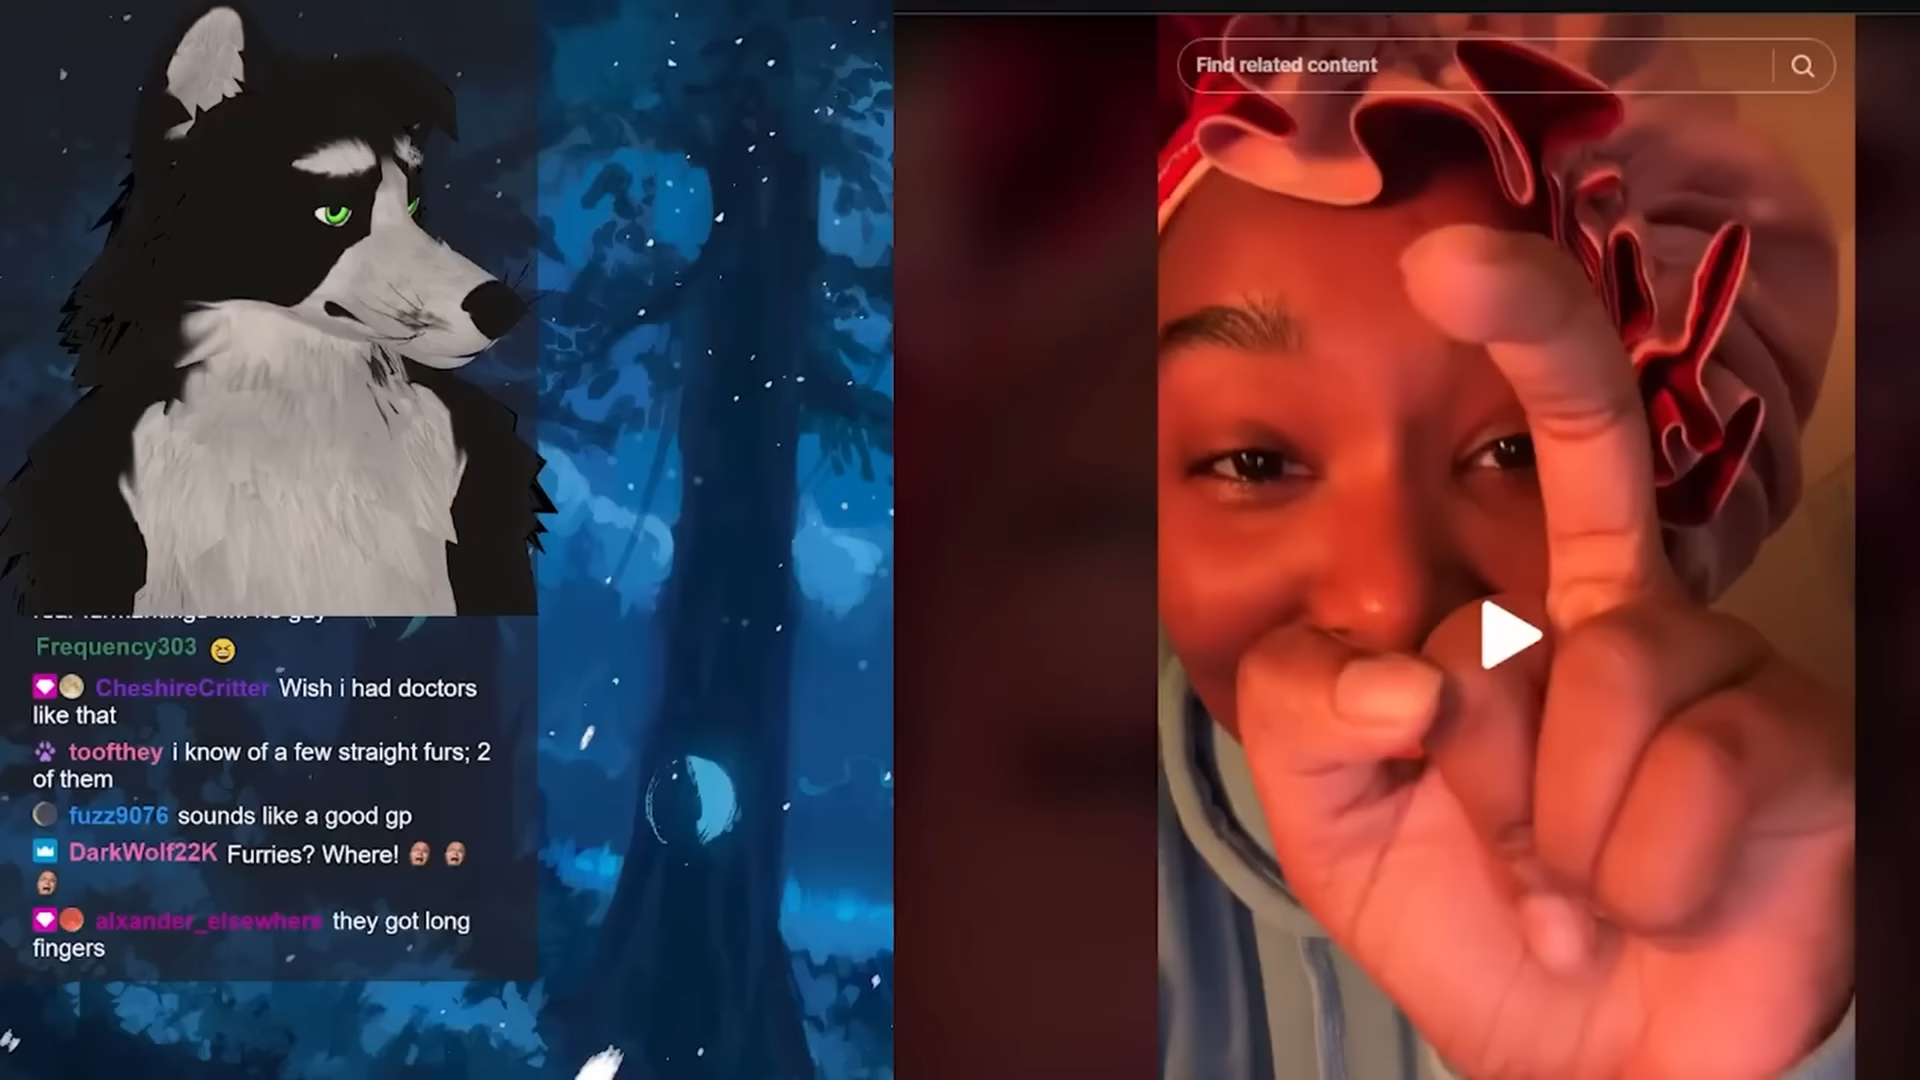 Find related content
Frequency303
CheshireCritter Wish i had doctors
like that
toofthey i know of a few straight furs; 2
of them
fuzz9076 sounds like a good gp
DarkWolf22K Furries? Where!
alxander_elsewhere they got long
fingers